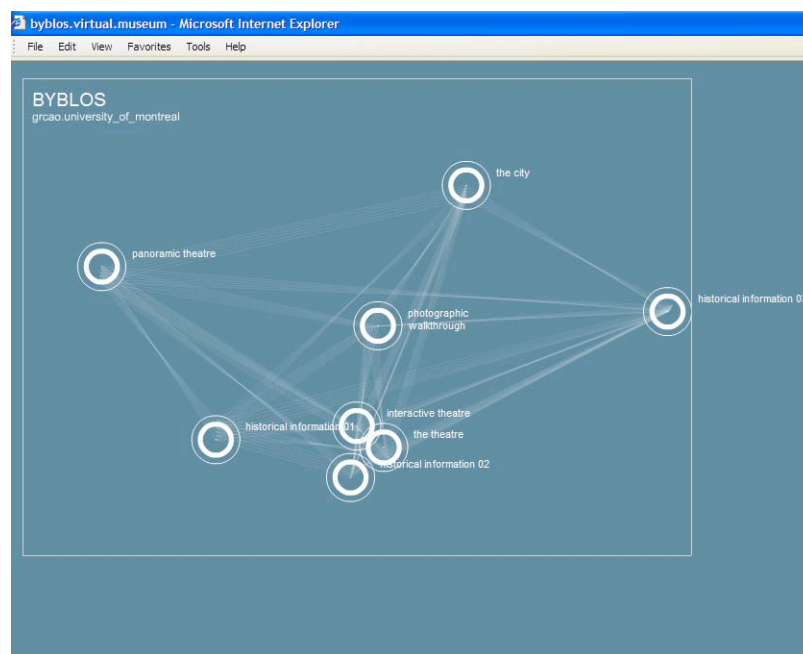 byblos.virtual.museum - Microsoft Internet Explorer
File Edit View Favorites Tools Help
BYBLOS
grcao.university_of_montreal
the city
panoramic theatre
historical information 03
photographic
walkthrough
interactive theatre
historical information 01
the theatre
historical information 02